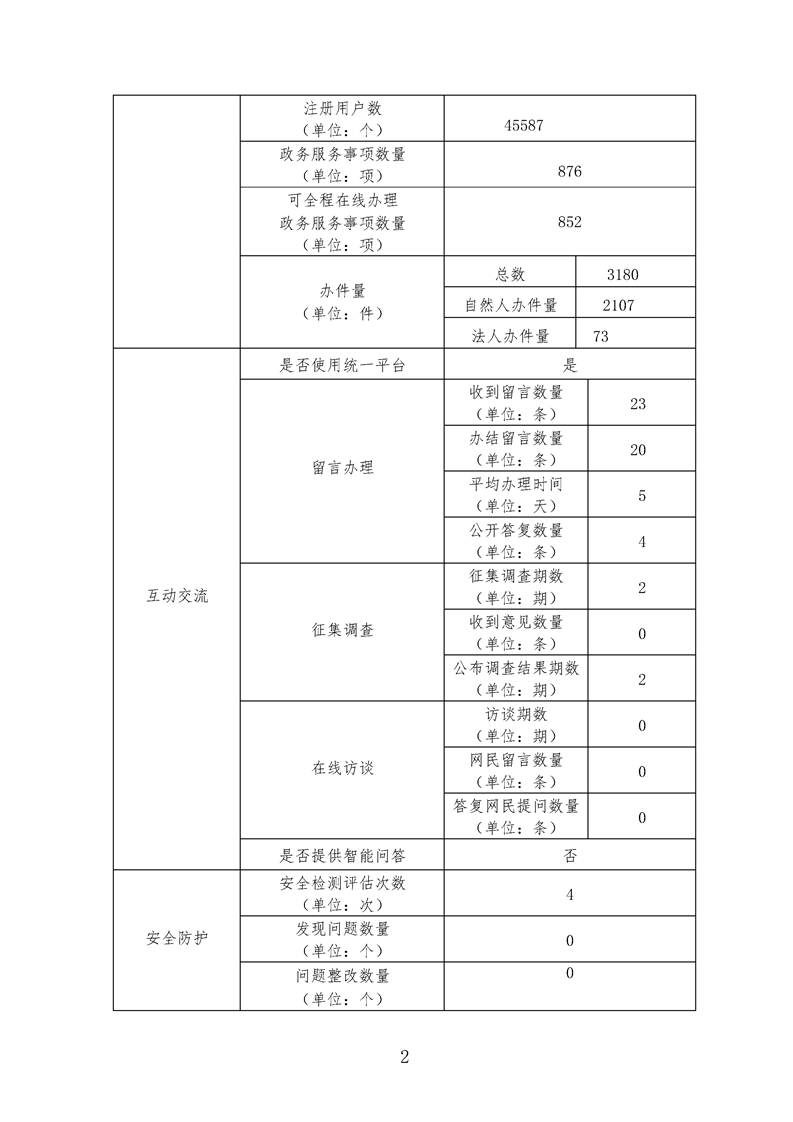 注册用户数
（单位：个）
45587
政务服务事项数量
（单位：项）
876
可全程在线办理
政务服务事项数量
（单位：项）
852
办件量
（单位：件）
总数
3180
自然人办件量
2107
法人办件量
73
互动交流
是否使用统一平台
是
留言办理
收到留言数量
（单位：条）
23
办结留言数量
（单位：条）
20
平均办理时间
（单位：天）
5
公开答复数量
（单位：条）
4
征集调查
征集调查期数
（单位：期）
2
收到意见数量
（单位：条）
0
公布调查结果期数
（单位：期）
2
在线访谈
访谈期数
（单位：期）
0
网民留言数量
（单位：条）
0
答复网民提问数量
（单位：条）
0
是否提供智能问答
否
安全防护
安全检测评估次数
（单位：次）
4
发现问题数量
（单位：个）
0
问题整改数量
（单位：个）
0
2